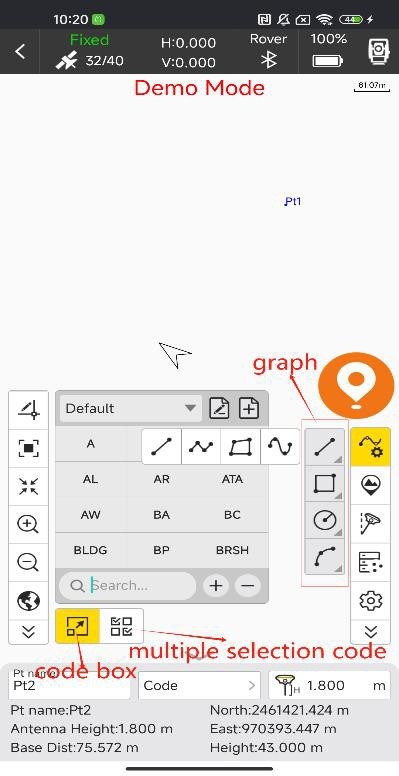 10:20
44
Fixed
32/40
H:0.000
V:0.000
Rover
100%
Demo Mode
61.07m
Pt1
graph
Default
A
AL AR ATA
AW BA BC
BLDG BP BRSH
Search...
multiple selection code
code box
Pt name
Pt2
Code
H
1.800 m
Pt name:Pt2
North:2461421.424 m
Antenna Height:1.800 m
East:970393.447 m
Base Dist:75.572 m
Height:43.000 m